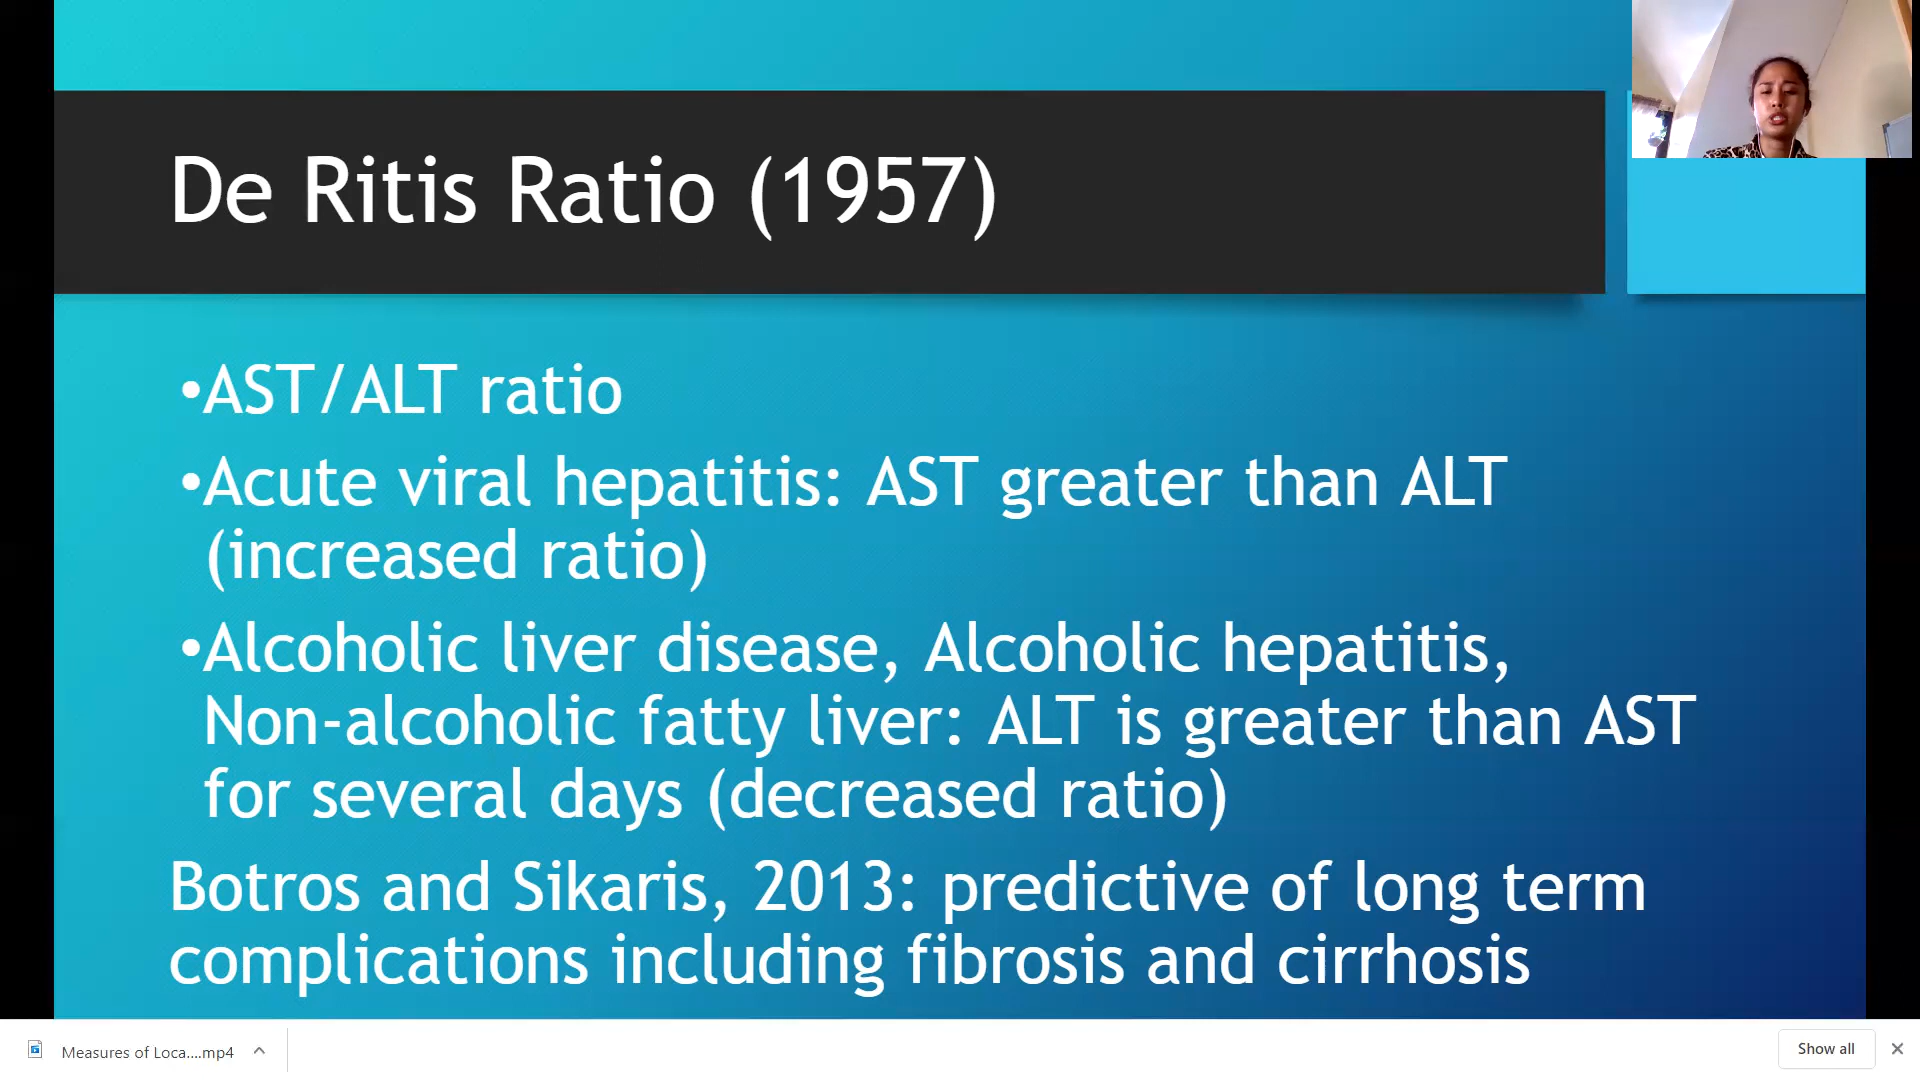 De Ritis Ratio (1957)
•AST/ALT ratio
•Acute viral hepatitis: AST greater than ALT
(increased ratio)
•Alcoholic liver disease, Alcoholic hepatitis,
Non-alcoholic fatty liver: ALT is greater than AST
for several days (decreased ratio)
Botros and Sikaris, 2013: predictive of long term
complications including fibrosis and cirrhosis
Measures of Loca....mp4
Show all